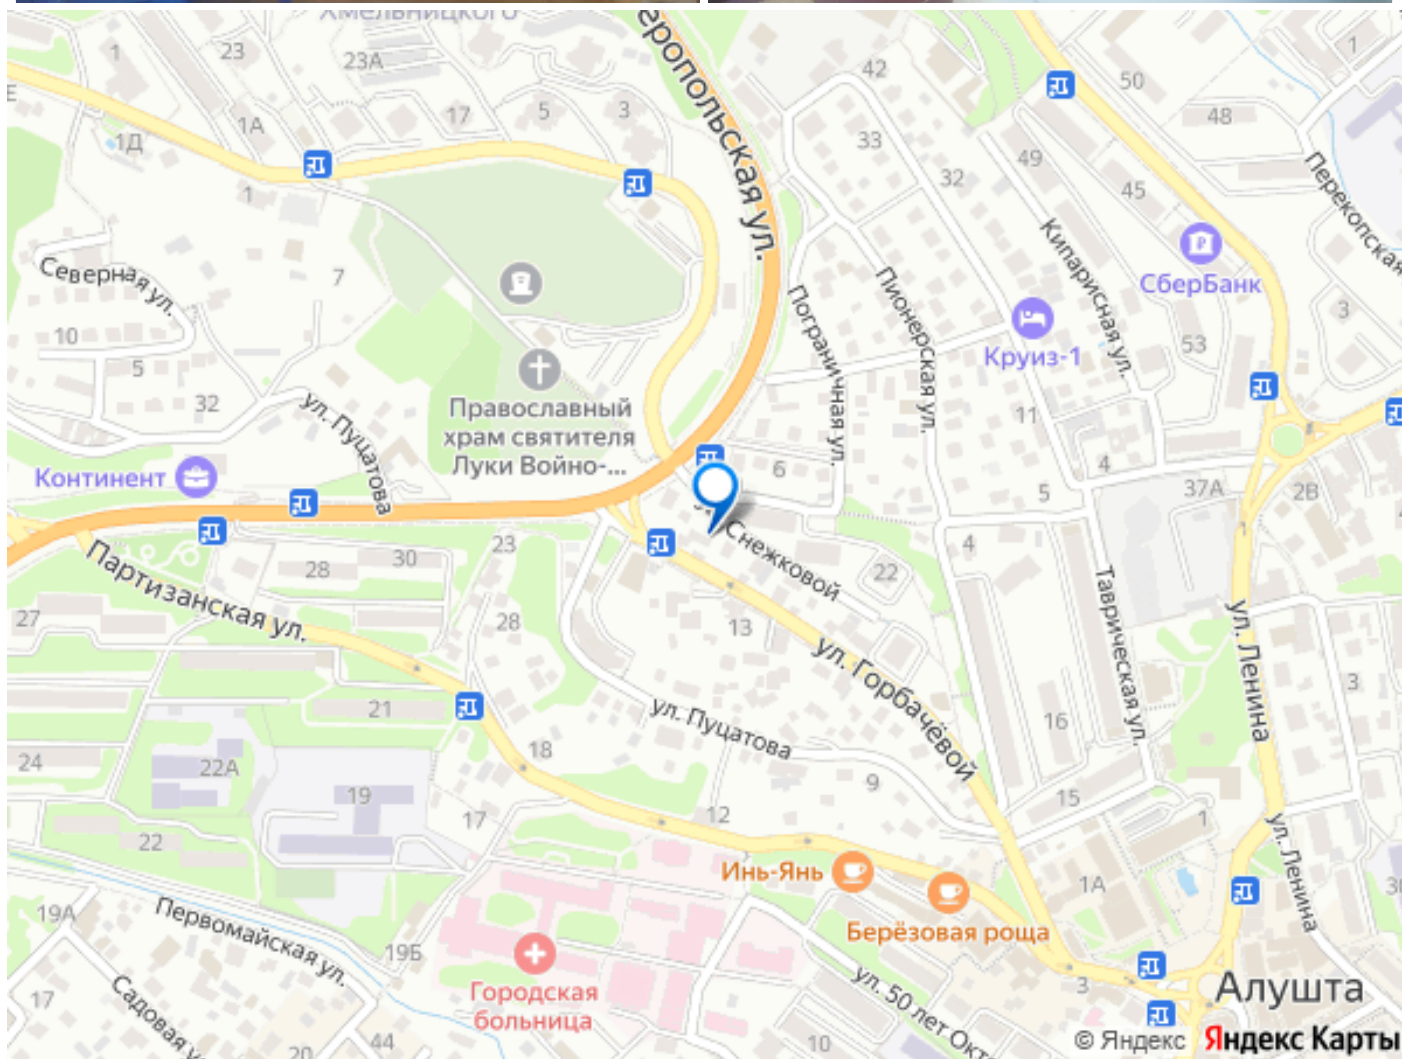 Хмельницкого
1
23
23А
42
1
50
48
еропольская ул.
1А
17
5
3
33
49
45
32
1Д
1
Перекопская
Кипарисная ул.
СберБанк
Северная ул.
7
Пограничная ул.
Пионерская ул.
3
10
Круиз-1
53
5
32
ул. Пуцатова
Православный
храм святителя
Луки Войно-...
11
Континент
6
4
5
37А
2В
Снежковой
4
23
30
28
22
Партизанская ул.
27
28
13
Таврическая ул.
ул. Ленина
ул. Горбачёвой
3
21
ул. Пуцатова
16
24
22А
18
19
9
15
12
1
17
22
ул. Ленина
Инь-Янь
1А
19А
Первомайская ул.
Берёзовая роща
19Б
Городская
больница
3
Алушта
17
Садовая у
44
20
ул. 50 лет Окт
10
© Яндекс Яндекс Карты